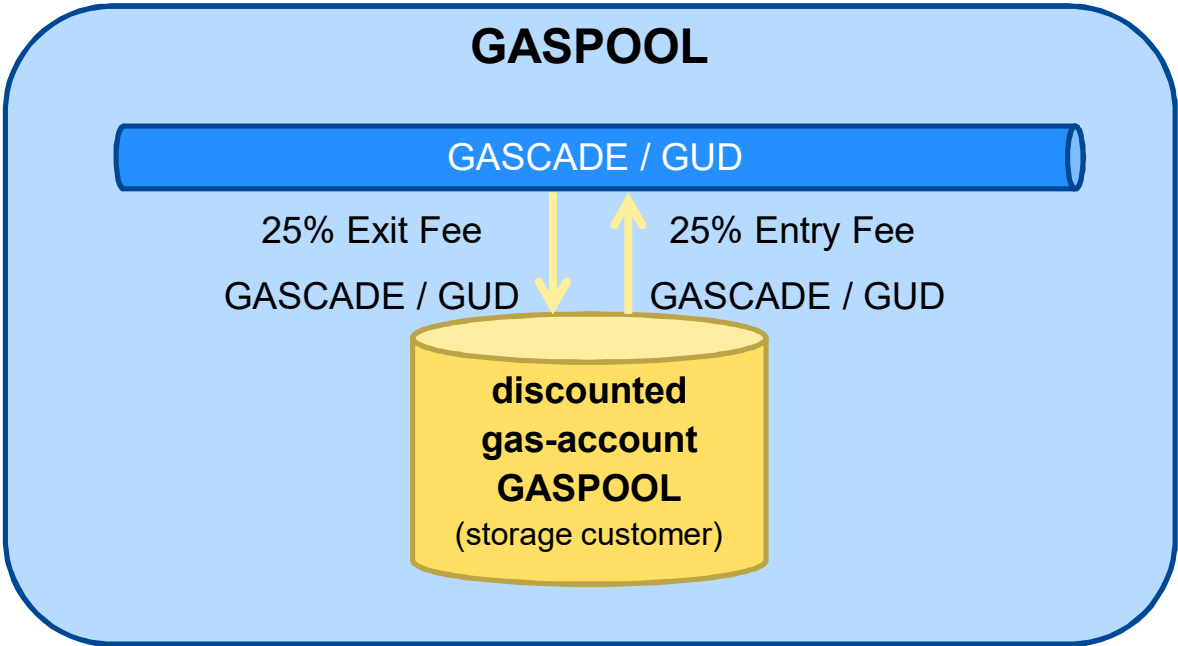 GASPOOL
GASCADE / GUD
25% Exit Fee
25% Entry Fee
GASCADE / GUD
GASCADE / GUD
discounted
gas-account
GASPOOL
(storage customer)